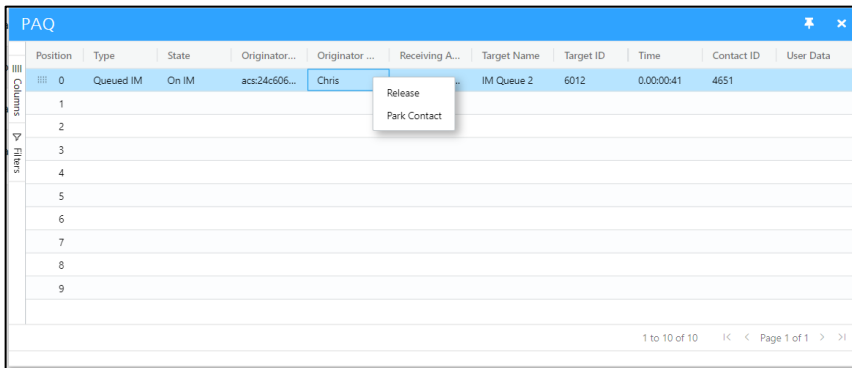 PAQ
Position Type State Originator... Originator ... Receiving A... Target Name Target ID Time Contact ID User Data
0 Queued IM On IM acs:24c606... Chris .. IM Queue 2 6012 0.00:00:41 4651
Release
Park Contact
Columns
Filters
1
2
3
4
5
6
7
8
9
1 to 10 of 10 Page 1 of 1